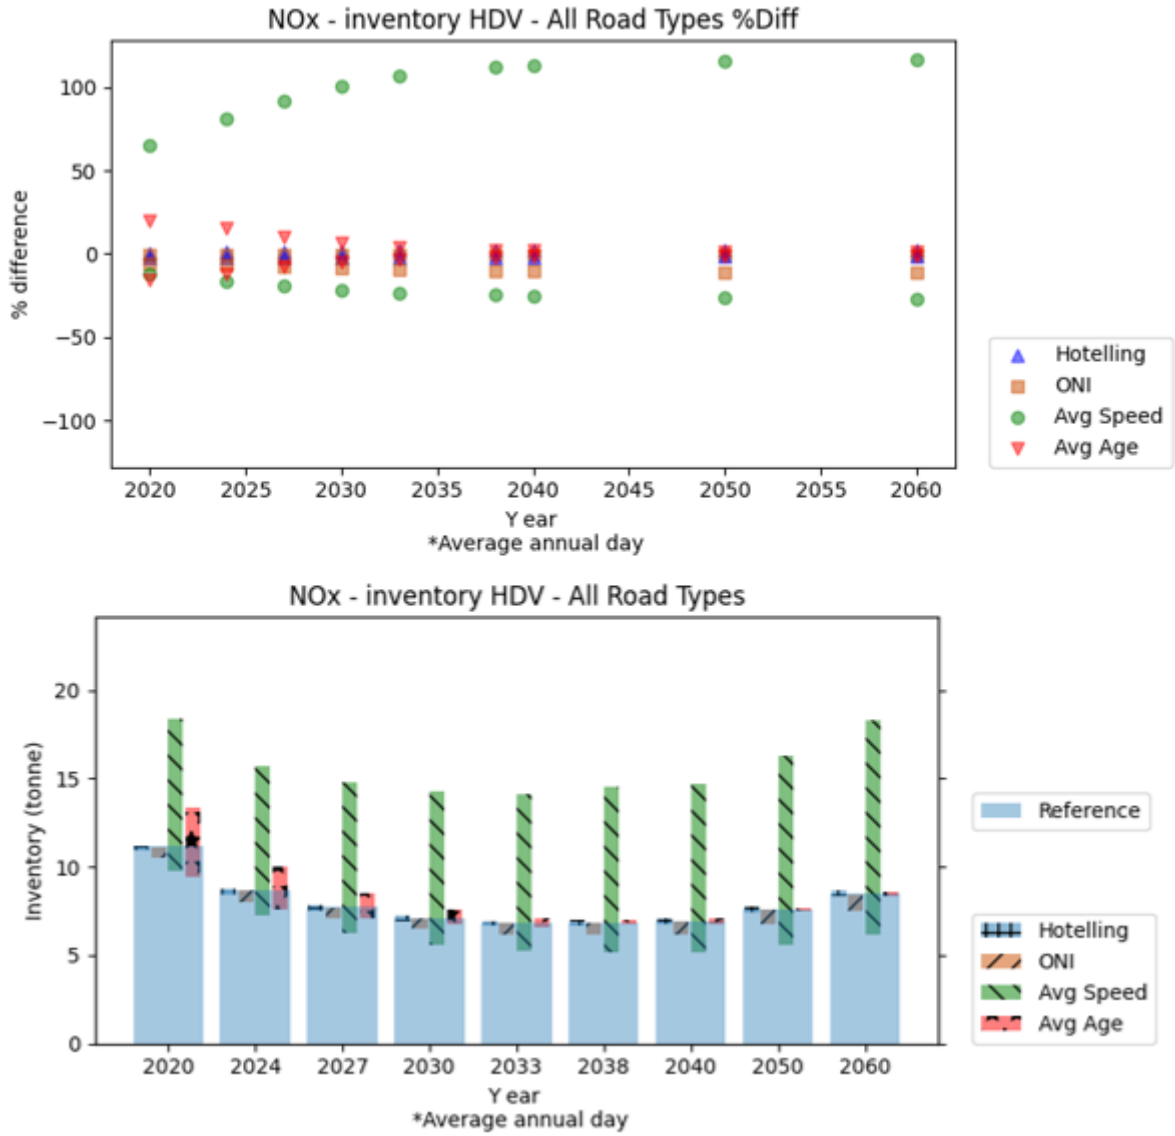 NOx - inventory HDV - All Road Types %Diff
100
50
0
−50
−100
% difference
2020 2025 2030 2035 2040 2045 2050 2055 2060
Y ear
*Average annual day
Hotelling
ONI
Avg Speed
Avg Age
NOx - inventory HDV - All Road Types
20
15
10
5
0
Inventory (tonne)
2020 2024 2027 2030 2033 2038 2040 2050 2060
Y ear
*Average annual day
Reference
Hotelling
ONI
Avg Speed
Avg Age